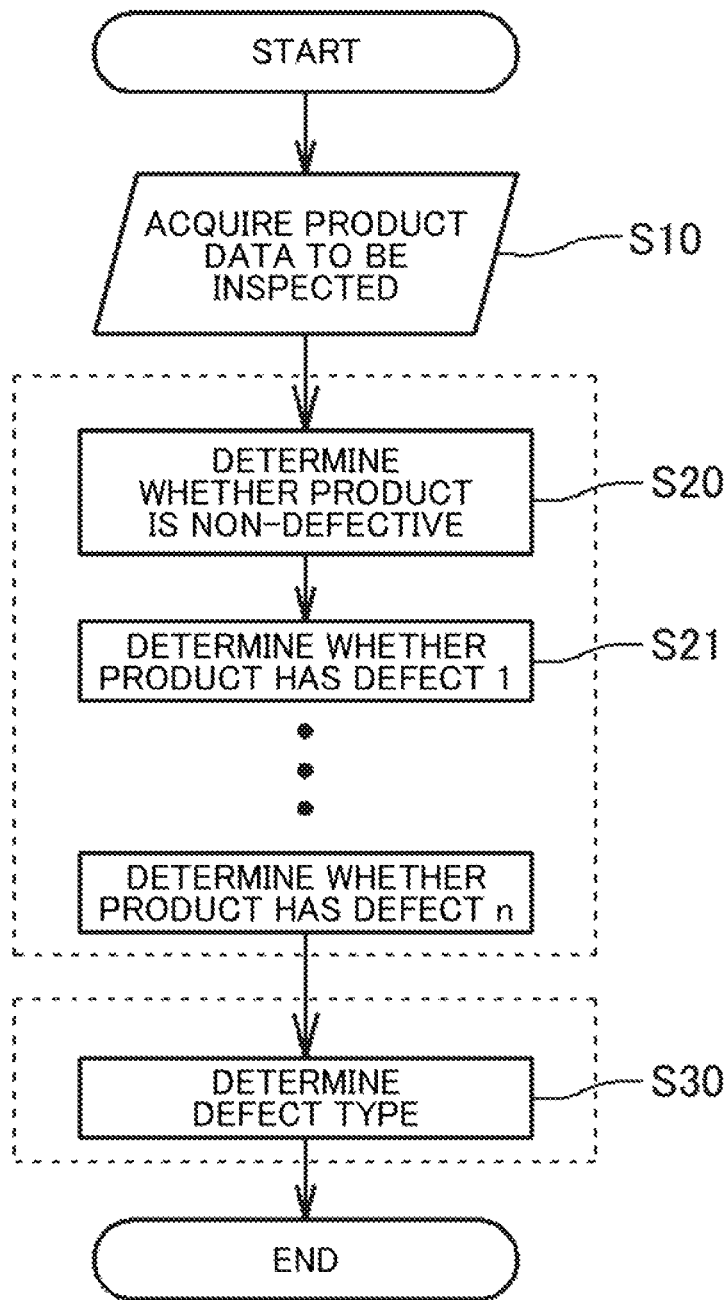 START
ACQUIRE PRODUCT
DATA TO BE
INSPECTED
S10
DETERMINE
WHETHER PRODUCT
IS NON-DEFECTIVE
S20
DETERMINE WHETHER
PRODUCT HAS DEFECT 1
S21
DETERMINE WHETHER
PRODUCT HAS DEFECT n
DETERMINE
DEFECT TYPE
S30
END